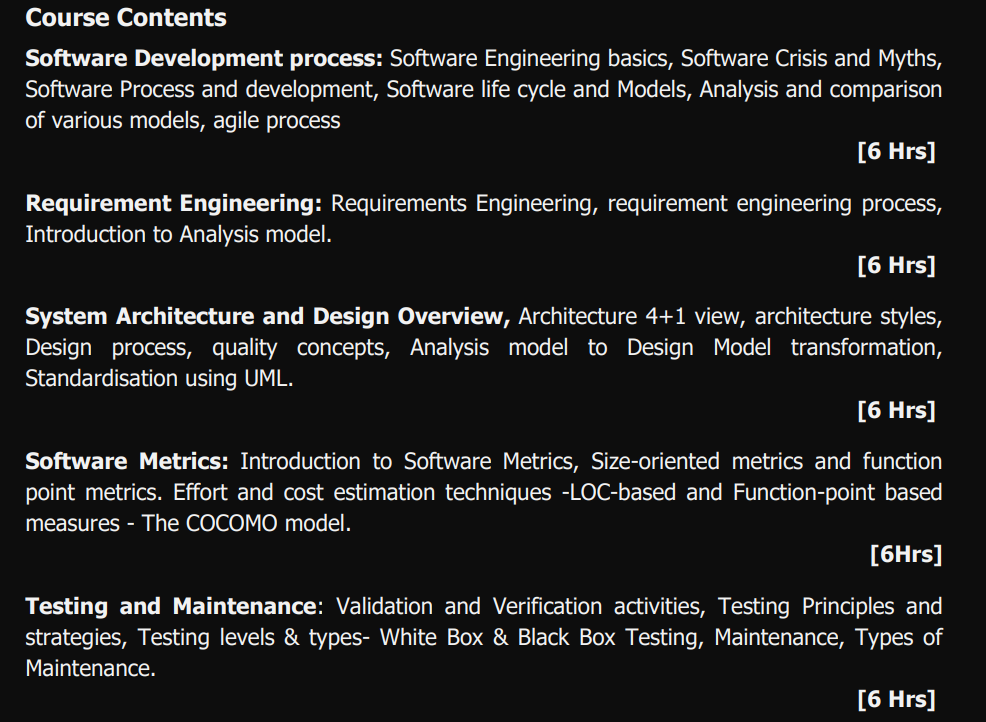 Course Contents
Software Development process: Software Engineering basics, Software Crisis and Myths,
Software Process and development, Software life cycle and Models, Analysis and comparison
of various models, agile process
[6 Hrs]
Requirement Engineering: Requirements Engineering, requirement engineering process,
Introduction to Analysis model.
[6 Hrs]
System Architecture and Design Overview, Architecture 4+1 view, architecture styles,
Design process, quality concepts, Analysis model to Design Model transformation,
Standardisation using UML.
[6 Hrs]
Software Metrics: Introduction to Software Metrics, Size-oriented metrics and function
point metrics. Effort and cost estimation techniques -LOC-based and Function-point based
measures - The COCOMO model.
[6Hrs]
Testing and Maintenance: Validation and Verification activities, Testing Principles and
strategies, Testing levels & types- White Box & Black Box Testing, Maintenance, Types of
Maintenance.
[6 Hrs]